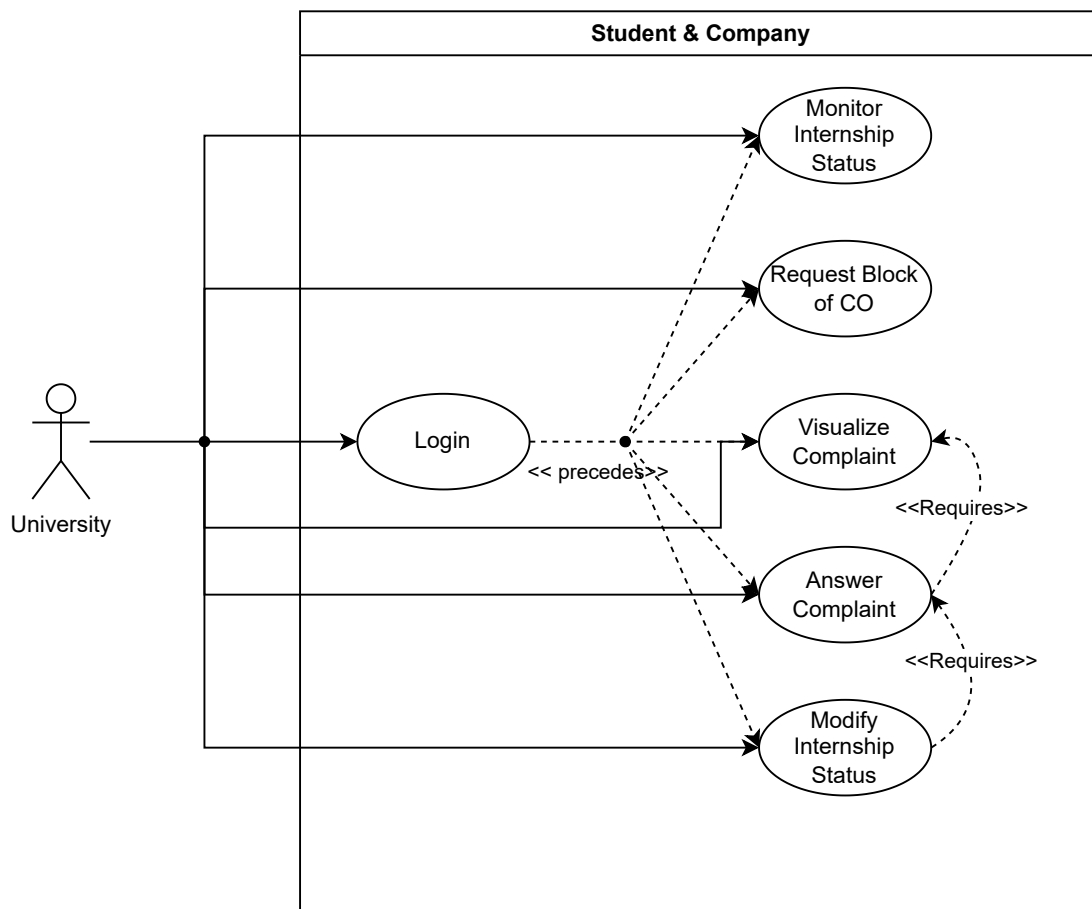 Student & Company
Monitor
Internship
Status
Request Block
of CO
Login
<< precedes>>
Visualize
Complaint
University
<<Requires>>
Answer
Complaint
<<Requires>>
Modify
Internship
Status